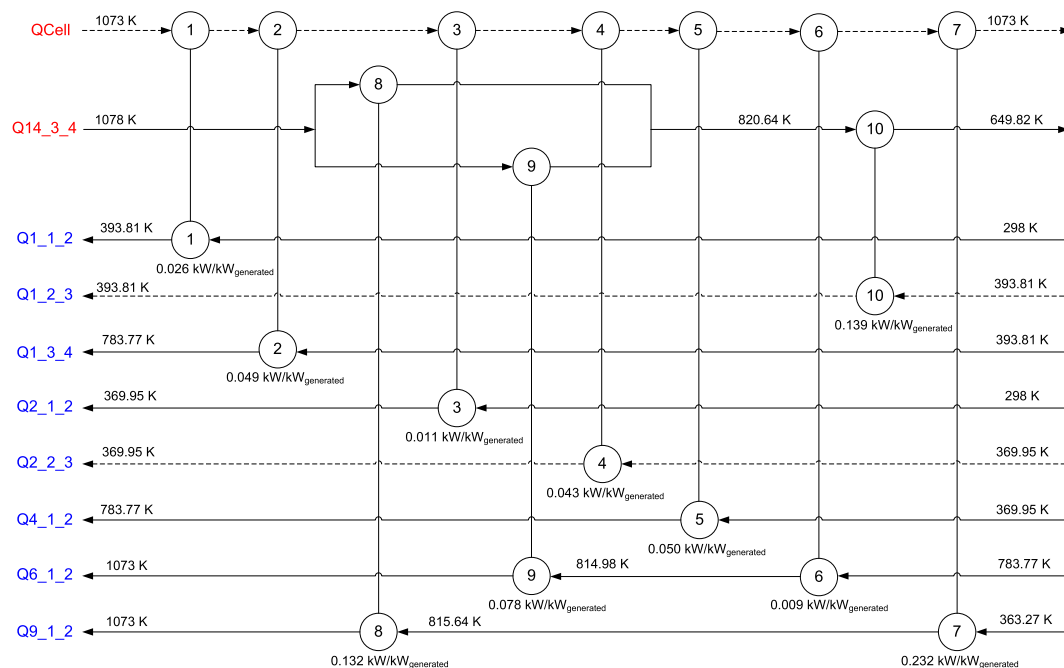 QCell 1073 K 1 2 3 4 5 6 7 1073 K
8
Q14_3_4 1078 K 820.64 K 10 649.82 K
9
Q1_1_2 393.81 K 1 298 K
0.026 kW/kWgenerated
Q1_2_3 393.81 K 10 393.81 K
0.139 kW/kWgenerated
Q1_3_4 783.77 K 2 393.81 K
0.049 kW/kWgenerated
Q2_1_2 369.95 K 3 298 K
0.011 kW/kWgenerated
Q2_2_3 369.95 K 4 369.95 K
0.043 kW/kWgenerated
Q4_1_2 783.77 K 5 369.95 K
0.050 kW/kWgenerated
Q6_1_2 1073 K 9 814.98 K 6 783.77 K
0.078 kW/kWgenerated 0.009 kW/kWgenerated
Q9_1_2 1073 K 8 815.64 K 7 363.27 K
0.132 kW/kWgenerated 0.232 kW/kWgenerated